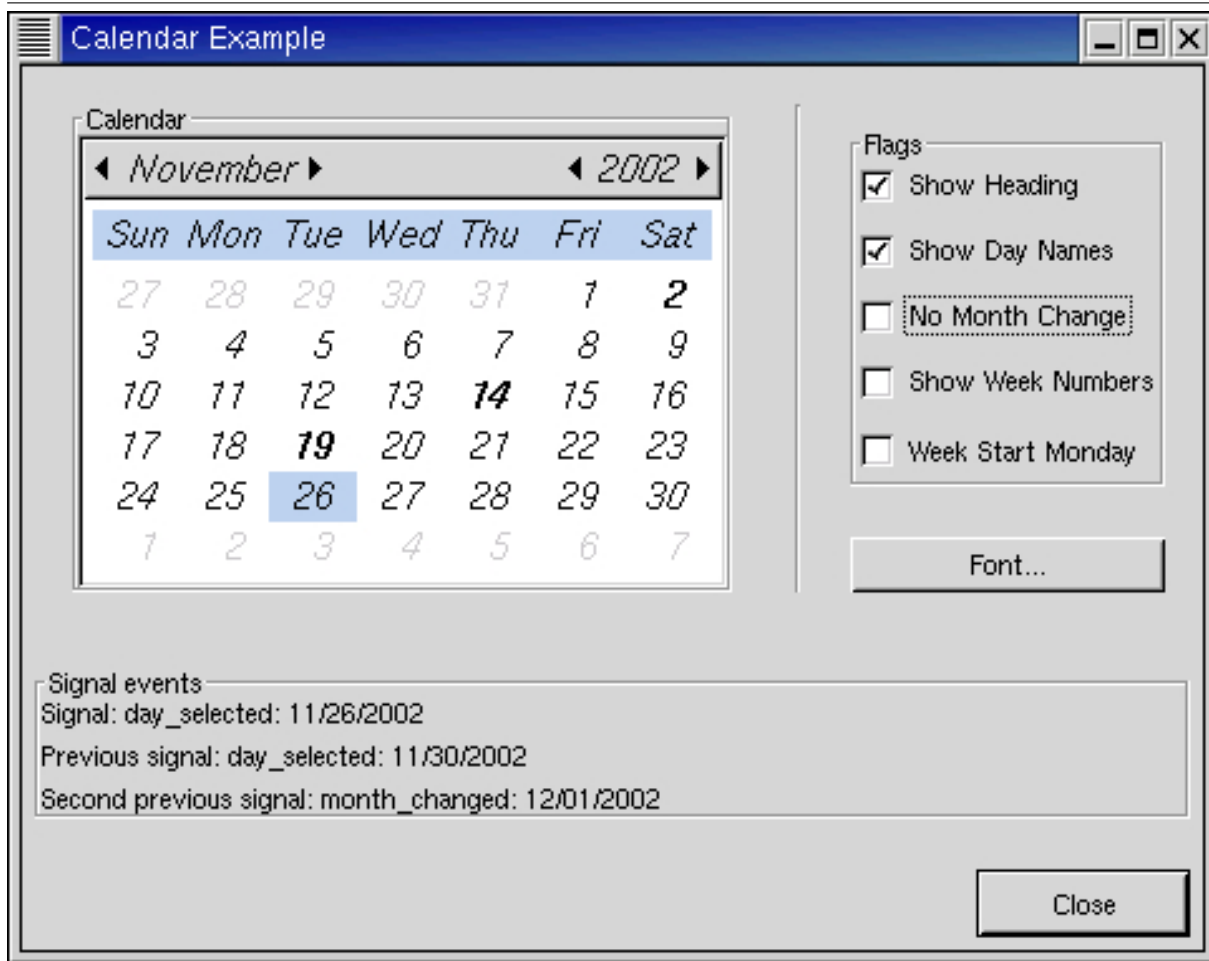 Calendar Example
Calendar
November 2002
Sun Mon Tue Wed Thu Fri Sat
27 28 29 30 31 1 2
3 4 5 6 7 8 9
10 11 12 13 14 15 16
17 18 19 20 21 22 23
24 25 26 27 28 29 30
1 2 3 4 5 6 7
Flags
Show Heading
Show Day Names
No Month Change
Show Week Numbers
Week Start Monday
Font...
Signal events
Signal: day_selected: 11/26/2002
Previous signal: day_selected: 11/30/2002
Second previous signal: month_changed: 12/01/2002
Close